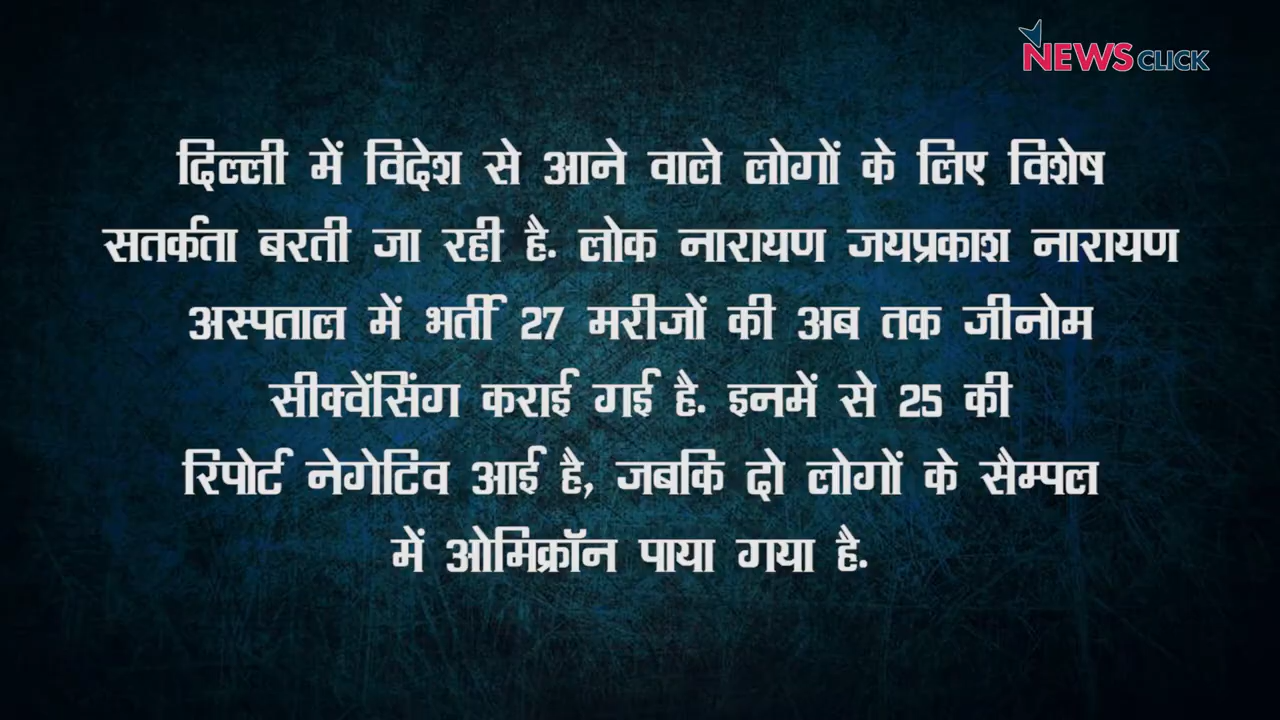 NEWSCLICK
दिल्ली में विदेश से आने वाले लोगों के लिए विशेष
सतर्कता बरती जा रही है. लोक नारायण जयप्रकाश नारायण
अस्पताल में भर्ती 27 मरीजों की अब तक जीनोम
सीक्वेंसिंग कराई गई है. इनमें से 25 की
रिपोर्ट नेगेटिव आई है, जबकि दो लोगों के सैम्पल
में ओमिक्रॉन पाया गया है.